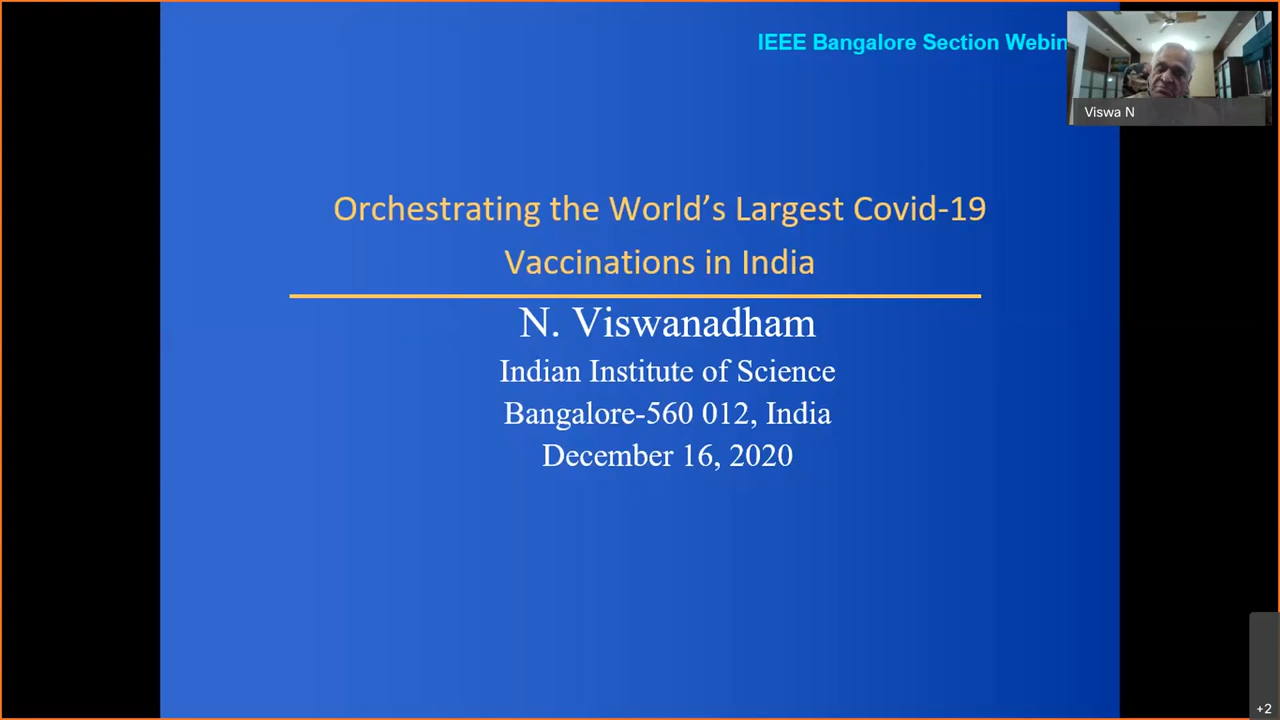 IEEE Bangalore Section Webin
Viswa N
Orchestrating the World’s Largest Covid-19
Vaccinations in India
N. Viswanadham
Indian Institute of Science
Bangalore-560 012, India
December 16, 2020
+2